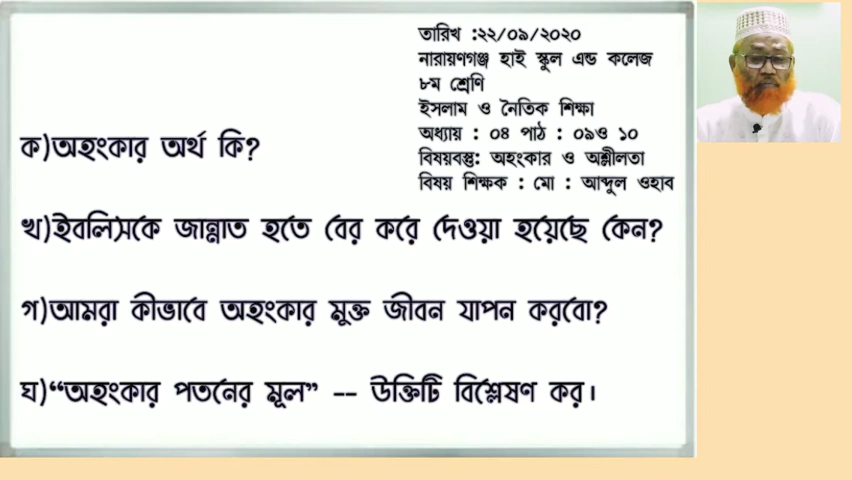 তারিখ :২২/০৯/২০২০
নারায়ণগঞ্জ হাই স্কুল এন্ড কলেজ
৮ম শ্রেণি
ইসলাম ও নৈতিক শিক্ষা
অধ্যায় : ০৪ পাঠ : ০৯ও ১০
বিষয়বস্তু: অহংকার ও অশ্লীলতা
বিষয় শিক্ষক : মো : আব্দুল ওহাব
ক)অহংকার অর্থ কি?
খ)ইবলিসকে জান্নাত হতে বের করে দেওয়া হয়েছে কেন?
গ)আমরা কীভাবে অহংকার মুক্ত জীবন যাপন করবো?
ঘ)“অহংকার পতনের মূল” -- উক্তিটি বিশ্লেষণ কর।